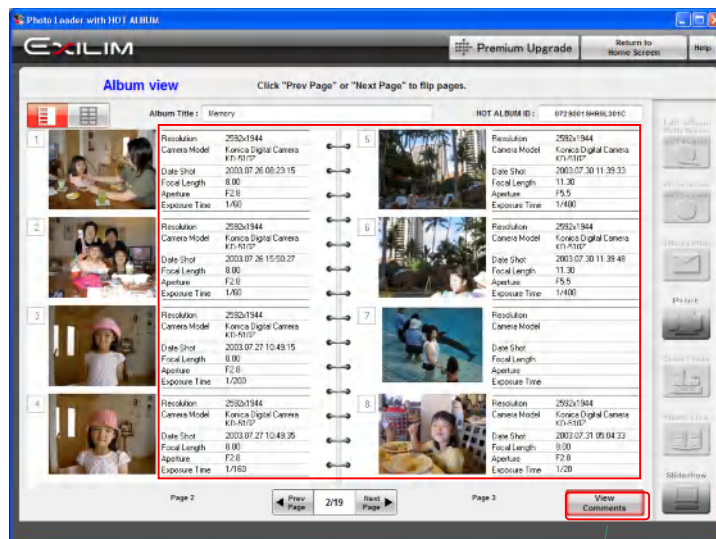 Photo Loader with HOT ALBUM
EXILIM
Premium Upgrade
Return to
Home Screen
Help
Album view
Click "Prev Page" or "Next Page" to flip pages.
Album Title :
Memory
HOT ALBUM ID :
1
Resolution 2592x1944
Camera Model Konica Digital Camera
KD-510Z
Date Shot 2003.07.26 08:23:15
Focal Length 8.00
Aperture F2.8
Exposure Time 1/60
2
Resolution 2592x1944
Camera Model Konica Digital Camera
KD-510Z
Date Shot 2003.07.26 15:50:27
Focal Length 8.00
Aperture F2.8
Exposure Time 1/60
3
Resolution 2592x1944
Camera Model Konica Digital Camera
KD-510Z
Date Shot 2003.07.27 10:49:15
Focal Length 8.00
Aperture F2.8
Exposure Time 1/200
4
Resolution 2592x1944
Camera Model Konica Digital Camera
KD-510Z
Date Shot 2003.07.27 10:49:35
Focal Length 8.00
Aperture F2.8
Exposure Time 1/160
5
Resolution 2592x1944
Camera Model Konica Digital Camera
KD-510Z
Date Shot 2003.07.30 11:39:33
Focal Length 11.30
Aperture F5.5
Exposure Time 1/400
6
Resolution 2592x1944
Camera Model Konica Digital Camera
KD-510Z
Date Shot 2003.07.30 11:39:48
Focal Length 11.30
Aperture F5.5
Exposure Time 1/400
7
Resolution
Camera Model
Date Shot
Focal Length
Aperture
Exposure Time
8
Resolution 2592x1944
Camera Model Konica Digital Camera
KD-510Z
Date Shot 2003.07.31 05:04:33
Focal Length 8.00
Aperture F2.8
Exposure Time 1/20
Print
Slideshow
Page 2
Prev
Page
2/19
Next
Page
Page 3
View
Comments